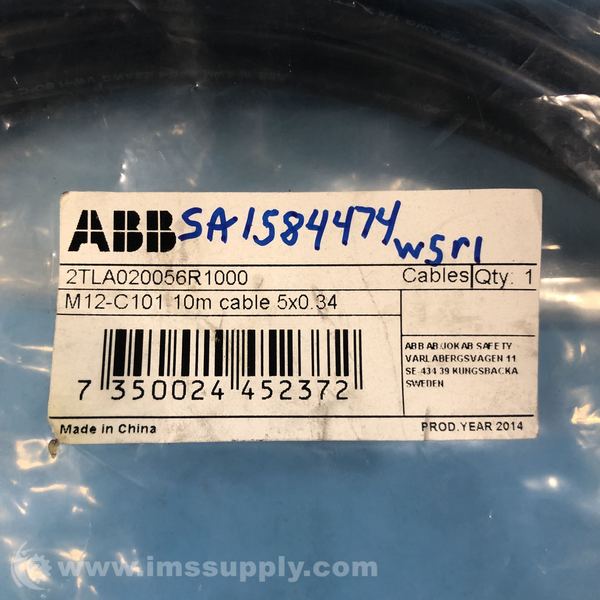 ABB SA1584474 W5r1
2TLA020056R1000 Cables Qty: 1
M12-C101 10m cable 5x0.34
ABB AB JOKAB SAFETY
VARLABERGSVAGEN 11
SE-434 39 KUNGSBACKA
SWEDEN
7 350024 452372
Made in China PROD.YEAR 2014
© www.imssupply.com